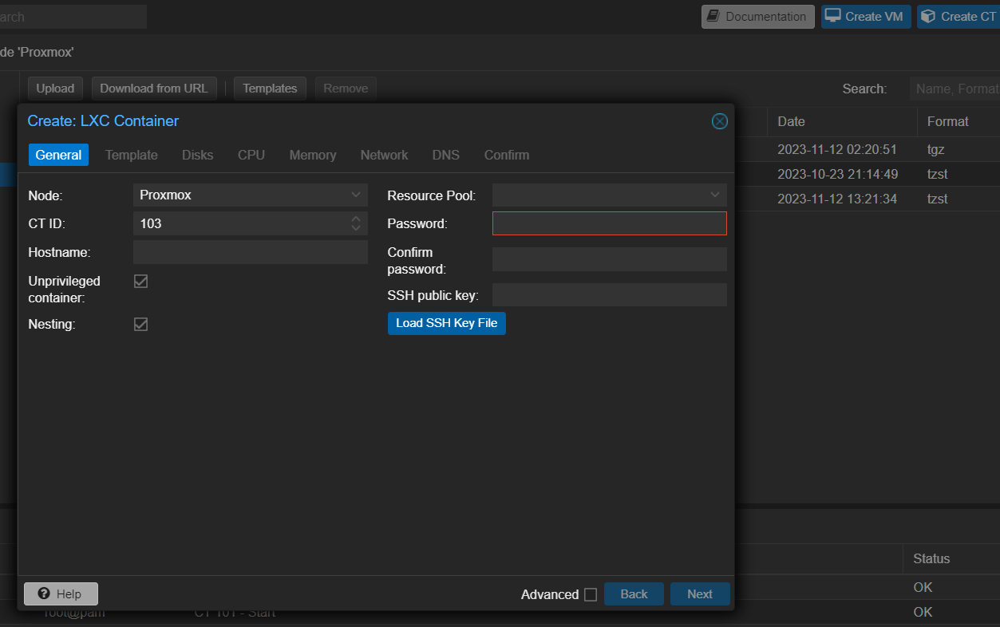 arch
Documentation
Create VM
Create CT
de 'Proxmox'
Upload
Download from URL
Templates
Remove
Search:
Name, Format
Create: LXC Container
Date
Format
General
Template
Disks
CPU
Memory
Network
DNS
Confirm
2023-11-12 02:20:51 tgz
2023-10-23 21:14:49 tzst
2023-11-12 13:21:34 tzst
Node: Proxmox
CT ID: 103
Hostname:
Unprivileged
container:
Nesting:
Resource Pool:
Password:
Confirm
password:
SSH public key:
Load SSH Key File
Status
OK
Help
Advanced
Back
Next
root@pam
CT 101 - Start
OK